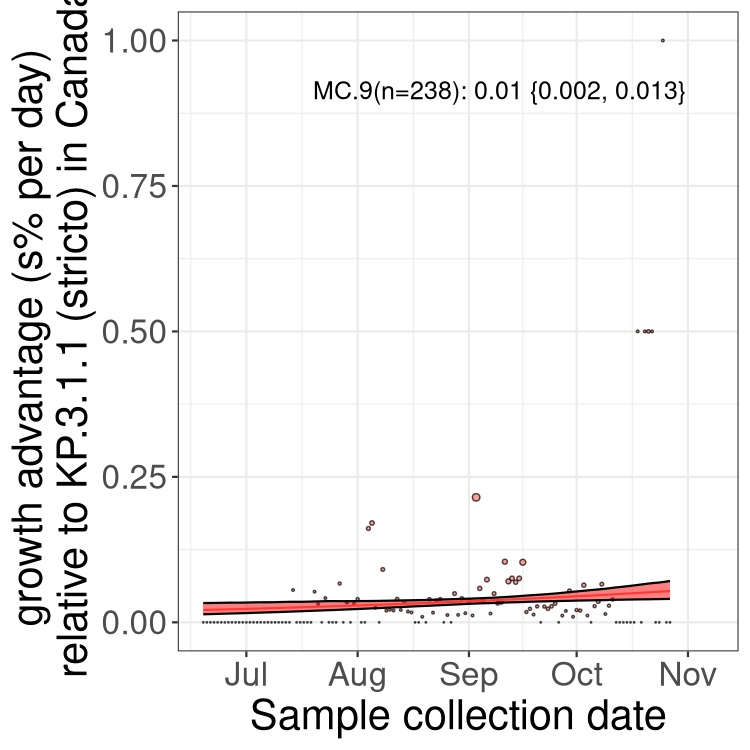 growth advantage (s% per day)
relative to KP.3.1.1 (stricto) in Canada
1.00
0.75
0.50
0.25
0.00
MC.9(n=238): 0.01 {0.002, 0.013}
Jul Aug Sep Oct Nov
Sample collection date